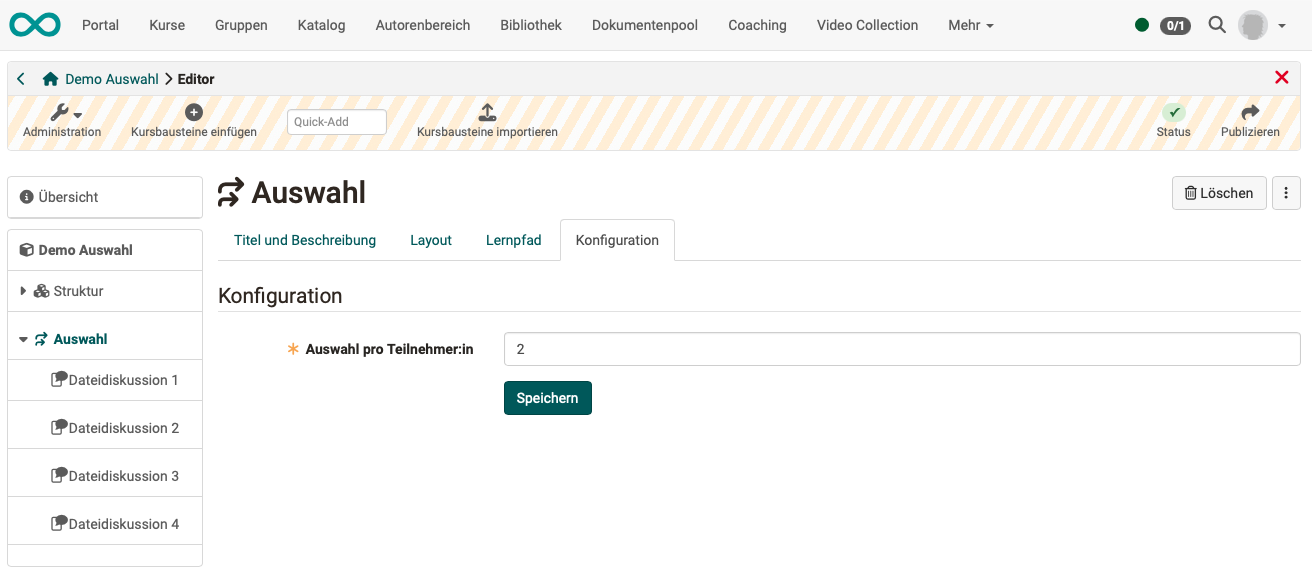 Portal Kurse Gruppen Katalog Autorenbereich Bibliothek Dokumentenpool Coaching Video Collection Mehr 0/1
Demo Auswahl Editor
Administration Kursbausteine einfügen Quick-Add Kursbausteine importieren Status Publizieren
Übersicht
Auswahl
Löschen
Titel und Beschreibung Layout Lernpfad Konfiguration
Demo Auswahl
Struktur
Auswahl
Dateidiskussion 1
Dateidiskussion 2
Dateidiskussion 3
Dateidiskussion 4
Konfiguration
Auswahl pro Teilnehmer:in 2
Speichern